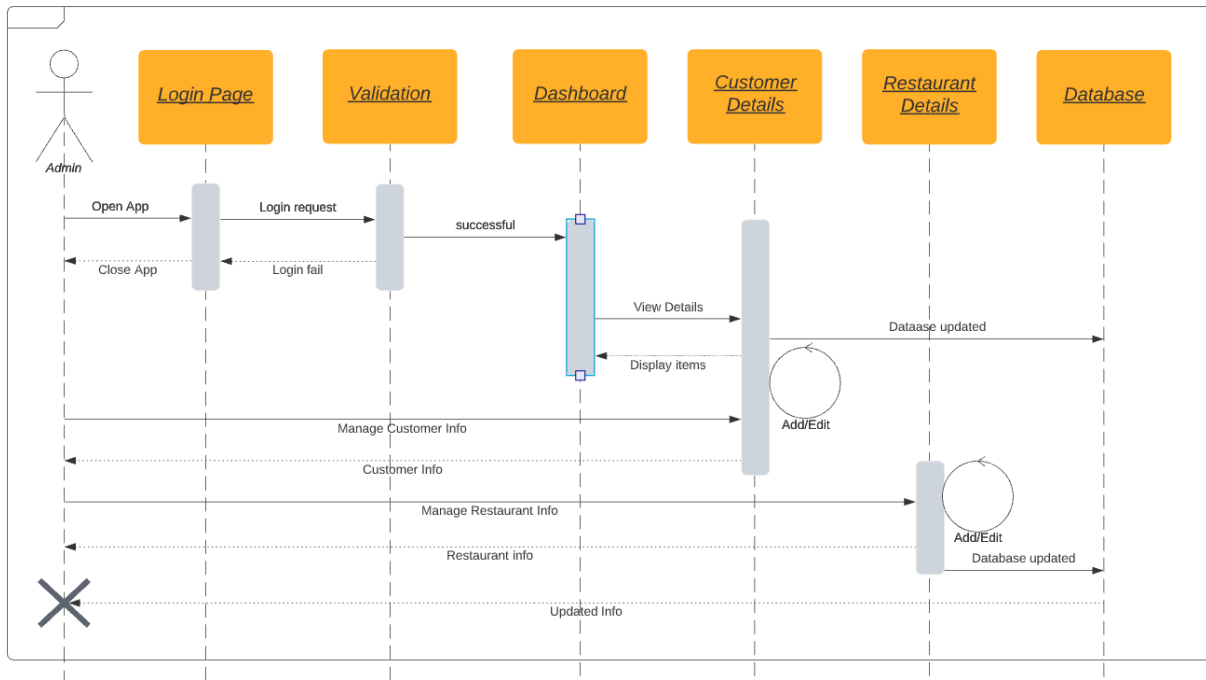 Login Page
Validation
Dashboard
Customer
Details
Restaurant
Details
Database
Admin
Open App
Login request
successful
Close App
Login fail
View Details
Dataase updated
Display items
Add/Edit
Manage Customer Info
Customer Info
Manage Restaurant Info
Add/Edit
Restaurant info
Database updated
Updated Info